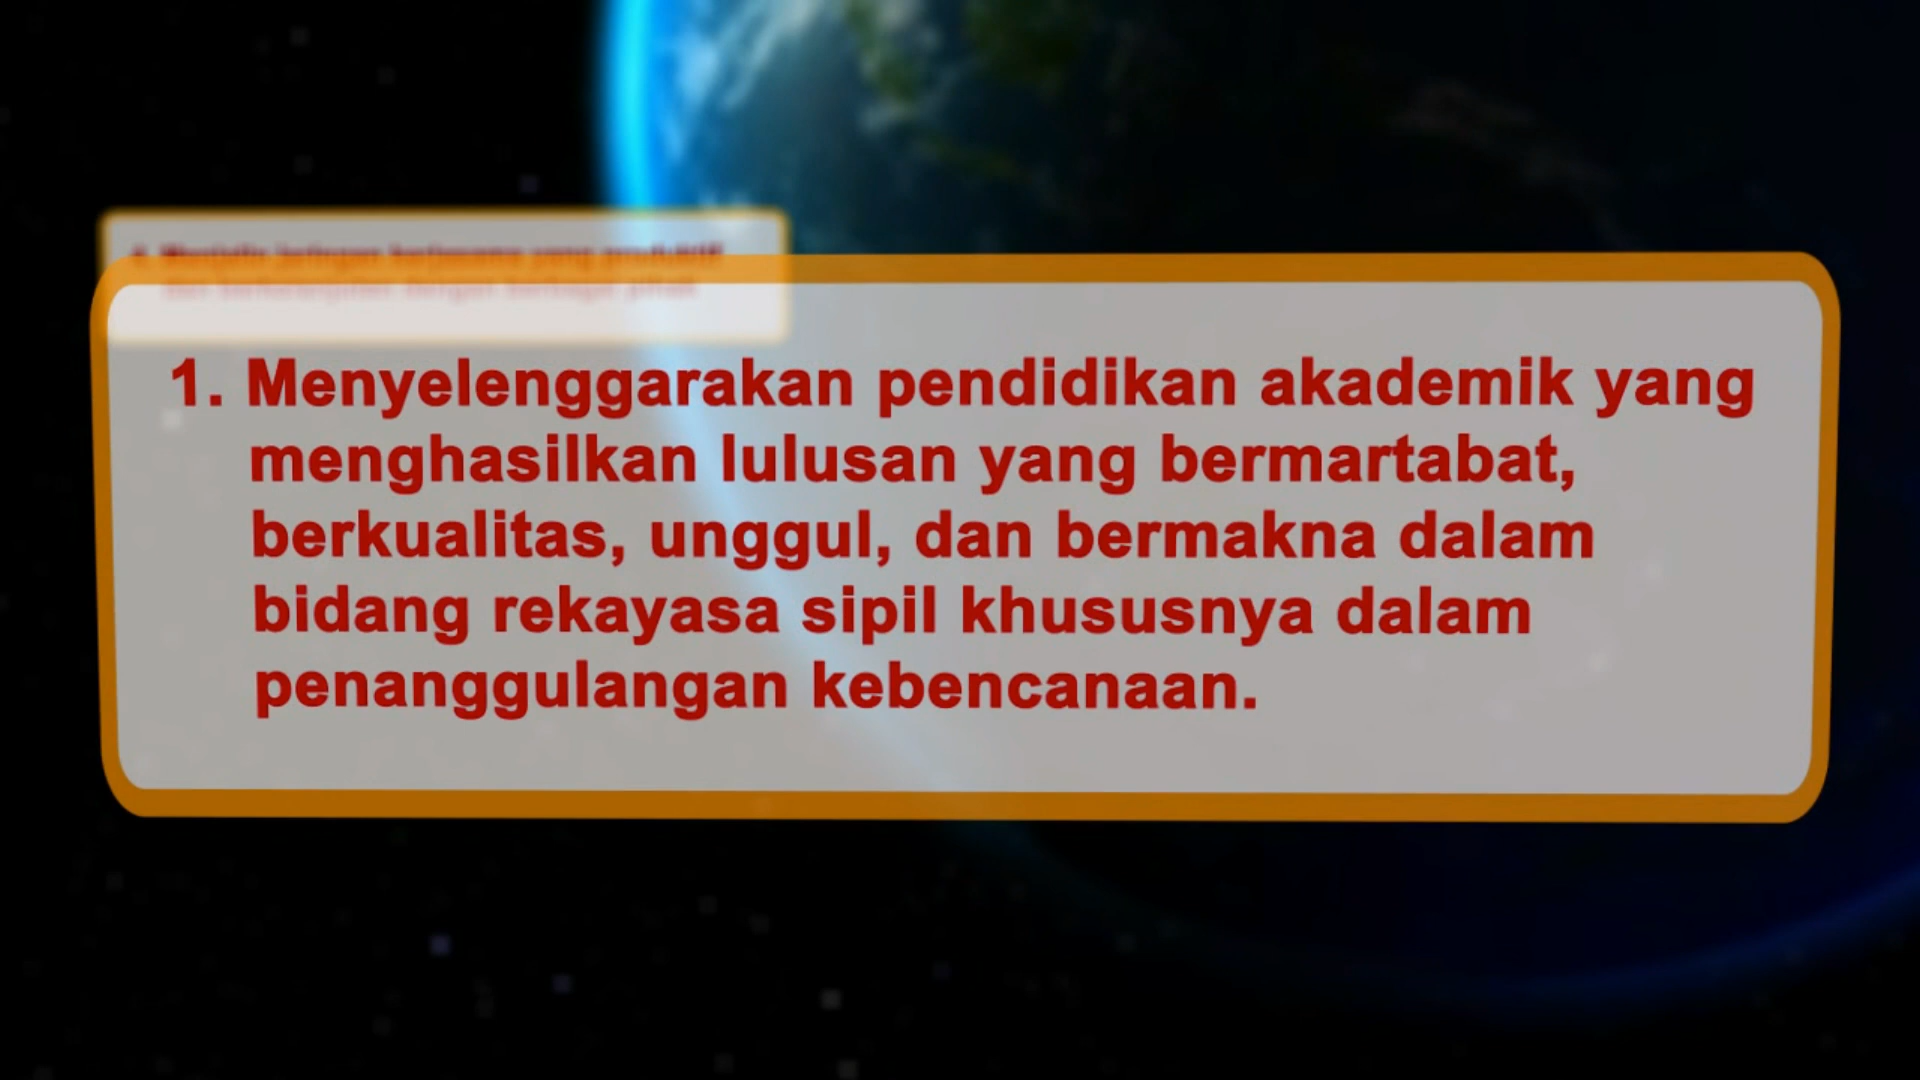 1. Menyelenggarakan pendidikan akademik yang
menghasilkan lulusan yang bermartabat,
berkualitas, unggul, dan bermakna dalam
bidang rekayasa sipil khususnya dalam
penanggulangan kebencanaan.